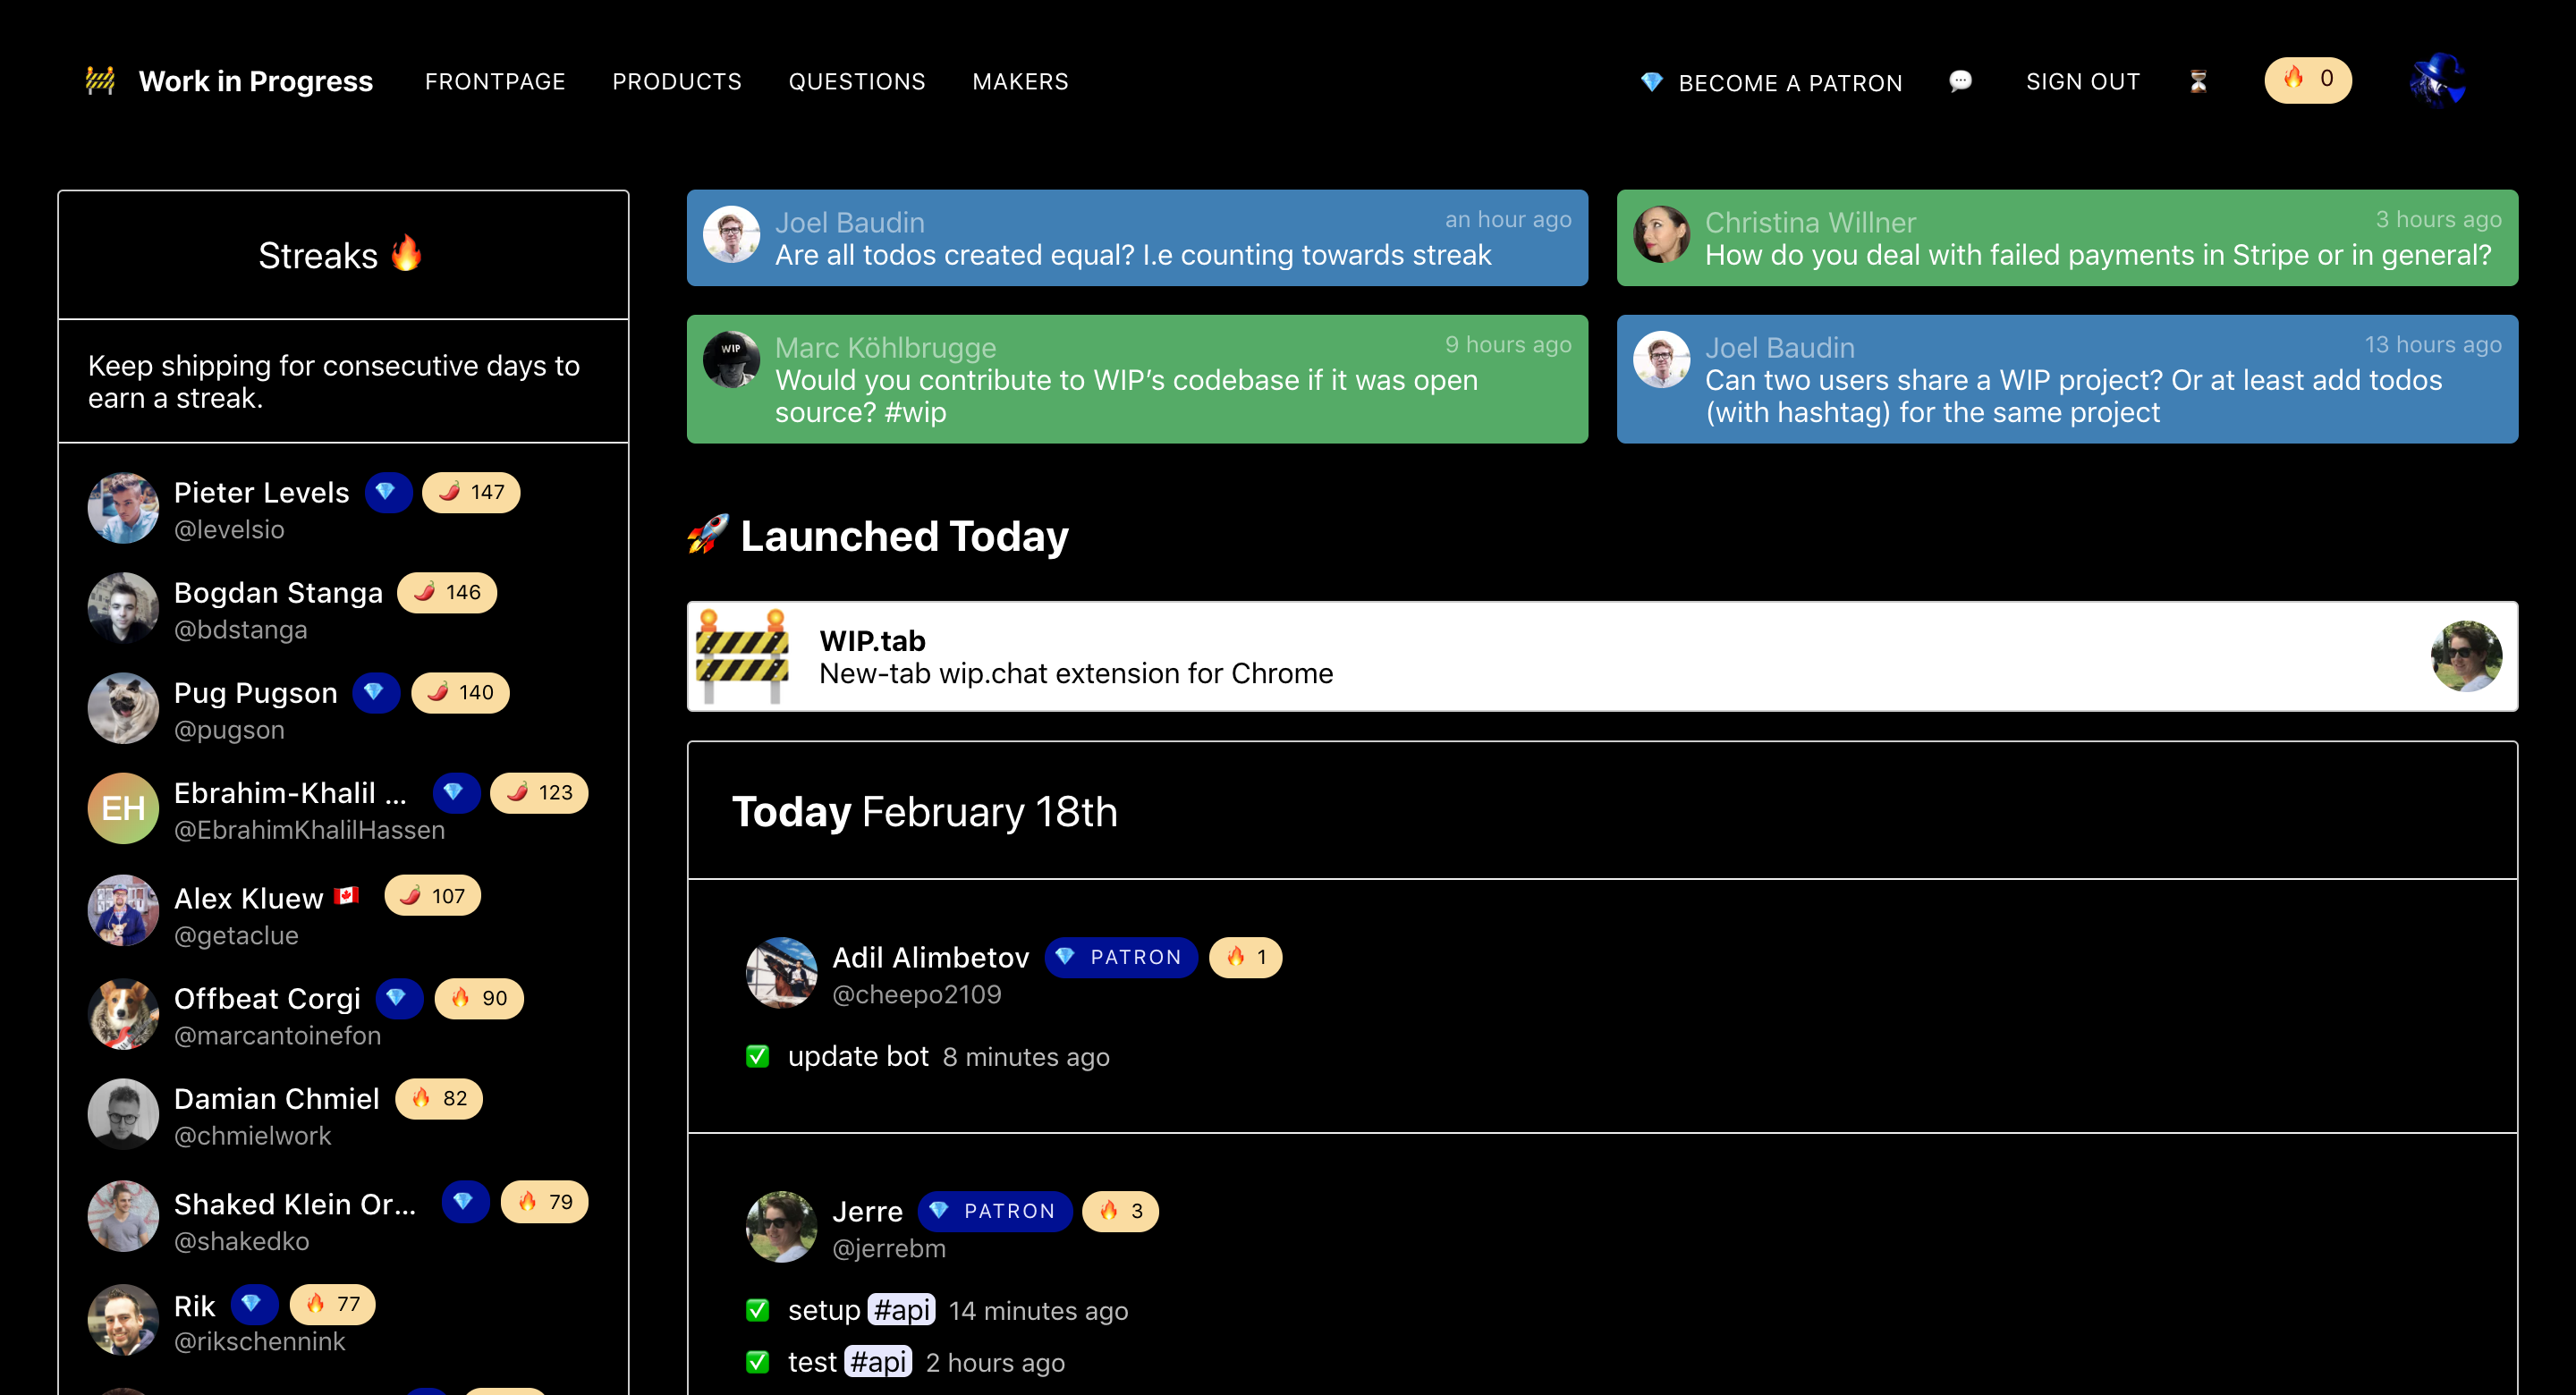 Work in Progress FRONTPAGE PRODUCTS QUESTIONS MAKERS BECOME A PATRON SIGN OUT 0
Streaks
Keep shipping for consecutive days to
earn a streak.
Pieter Levels 147
@levelsio
Bogdan Stanga 146
@bdstanga
Pug Pugson 140
@pugson
EH
Ebrahim-Khalil ... 123
@EbrahimKhalilHassen
Alex Kluew 107
@getaclue
Offbeat Corgi 90
@marcantoinefon
Damian Chmiel 82
@chmielwork
Shaked Klein Or... 79
@shakedko
Rik 77
@rikschennink
Joel Baudin an hour ago
Are all todos created equal? I.e counting towards streak
Christina Willner 3 hours ago
How do you deal with failed payments in Stripe or in general?
WIP
Marc Köhlbrugge 9 hours ago
Would you contribute to WIP’s codebase if it was open
source? #wip
Joel Baudin 13 hours ago
Can two users share a WIP project? Or at least add todos
(with hashtag) for the same project
Launched Today
WIP.tab
New-tab wip.chat extension for Chrome
Today February 18th
Adil Alimbetov PATRON 1
@cheepo2109
update bot 8 minutes ago
Jerre PATRON 3
@jerrebm
setup #api 14 minutes ago
test #api 2 hours ago